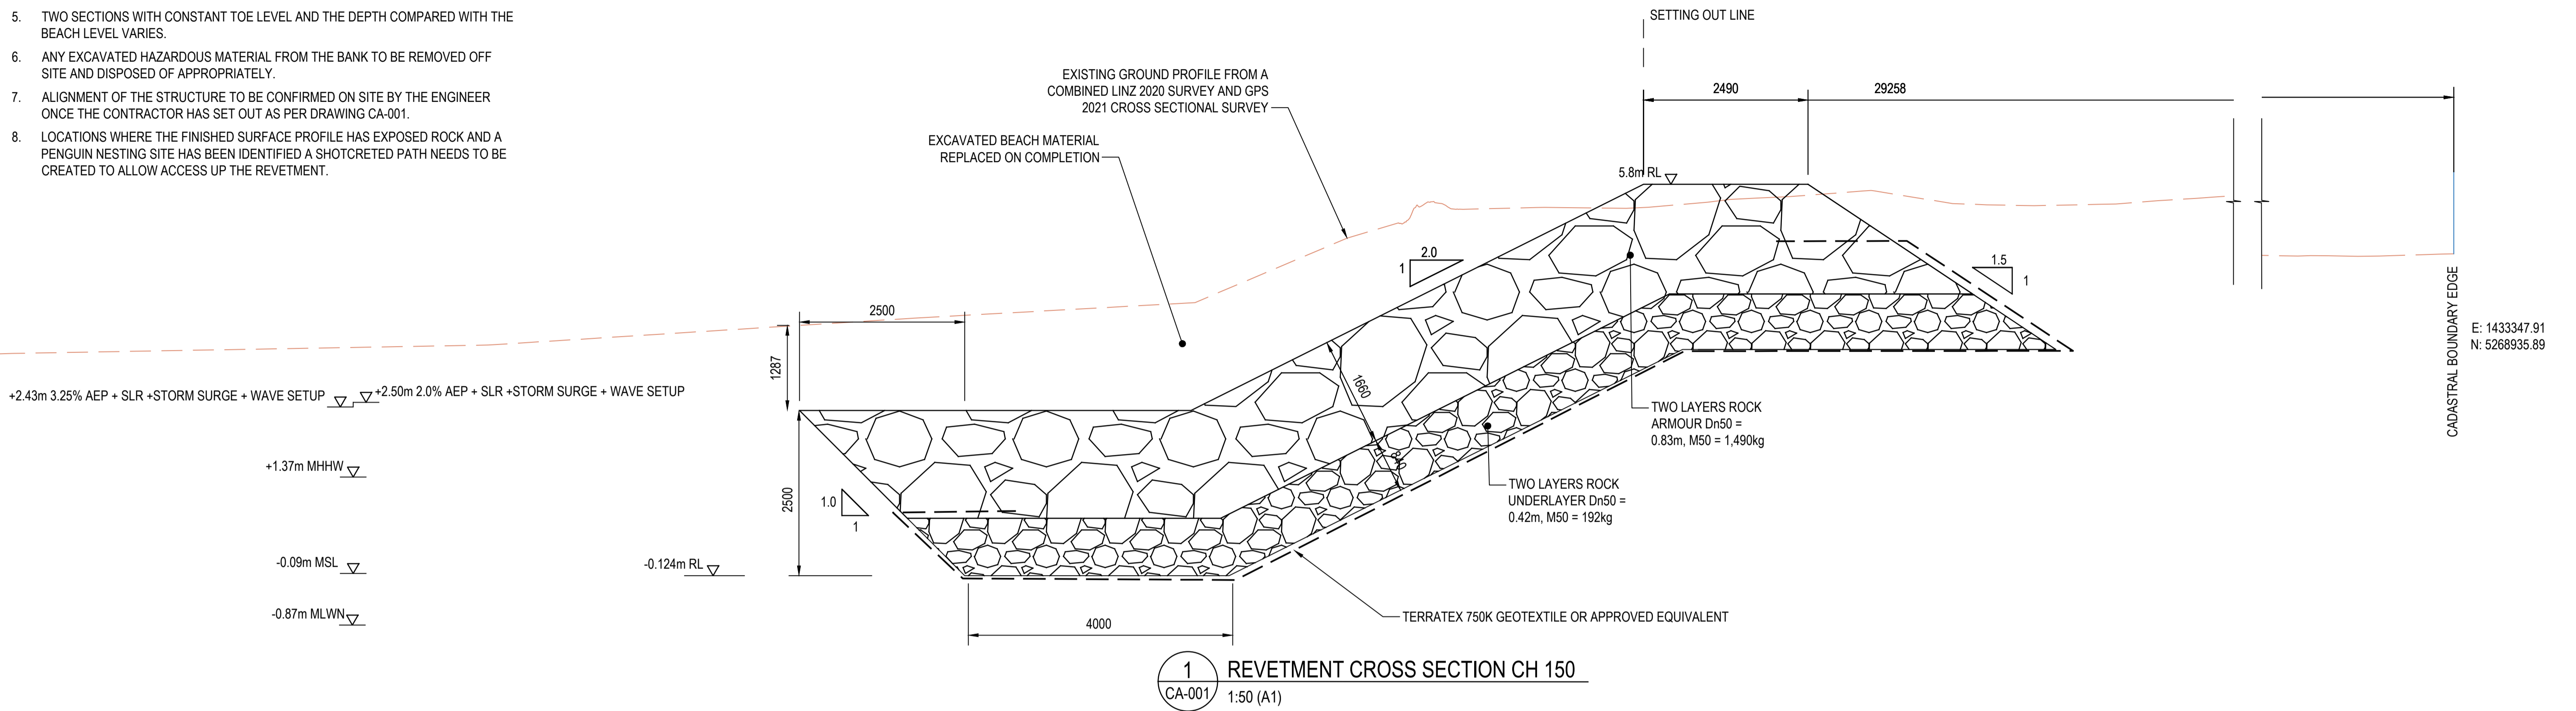 5. TWO SECTIONS WITH CONSTANT TOE LEVEL AND THE DEPTH COMPARED WITH THE
BEACH LEVEL VARIES.
6. ANY EXCAVATED HAZARDOUS MATERIAL FROM THE BANK TO BE REMOVED OFF
SITE AND DISPOSED OF APPROPRIATELY.
7. ALIGNMENT OF THE STRUCTURE TO BE CONFIRMED ON SITE BY THE ENGINEER
ONCE THE CONTRACTOR HAS SET OUT AS PER DRAWING CA-001.
8. LOCATIONS WHERE THE FINISHED SURFACE PROFILE HAS EXPOSED ROCK AND A
PENGUIN NESTING SITE HAS BEEN IDENTIFIED A SHOTCRETED PATH NEEDS TO BE
CREATED TO ALLOW ACCESS UP THE REVETMENT.
SETTING OUT LINE
EXISTING GROUND PROFILE FROM A
COMBINED LINZ 2020 SURVEY AND GPS
2021 CROSS SECTIONAL SURVEY
2490
29258
EXCAVATED BEACH MATERIAL
REPLACED ON COMPLETION
5.8m RL
2.0
1
1.5
1
2500
1287
CADASTRAL BOUNDARY EDGE
E: 1433347.91
N: 5268935.89
+2.43m 3.25% AEP + SLR +STORM SURGE + WAVE SETUP
+2.50m 2.0% AEP + SLR +STORM SURGE + WAVE SETUP
1660
840
TWO LAYERS ROCK
ARMOUR Dn50 =
0.83m, M50 = 1,490kg
+1.37m MHHW
2500
1.0
1
TWO LAYERS ROCK
UNDERLAYER Dn50 =
0.42m, M50 = 192kg
-0.09m MSL
-0.124m RL
-0.87m MLWN
4000
TERRATEX 750K GEOTEXTILE OR APPROVED EQUIVALENT
1
CA-001
REVETMENT CROSS SECTION CH 150
1:50 (A1)